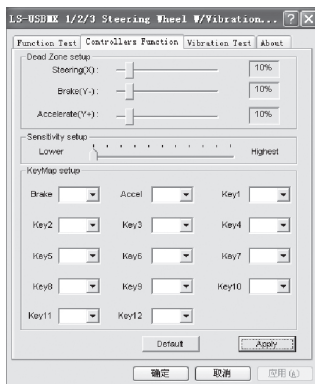 LS-USBMX 1/2/3 Steering Wheel W/Vibration...
Function Test Controllers Function Vibration Test About
Dead Zone setup
Steering(X): 10%
Brake(Y-): 10%
Accelerate(Y+): 10%
Sensitivity setup
Lower Highest
KeyMap setup
Brake Accel Key1
Key2 Key3 Key4
Key5 Key6 Key7
Key8 Key9 Key10
Key11 Key12
Default Apply
确定 取消 应用(A)